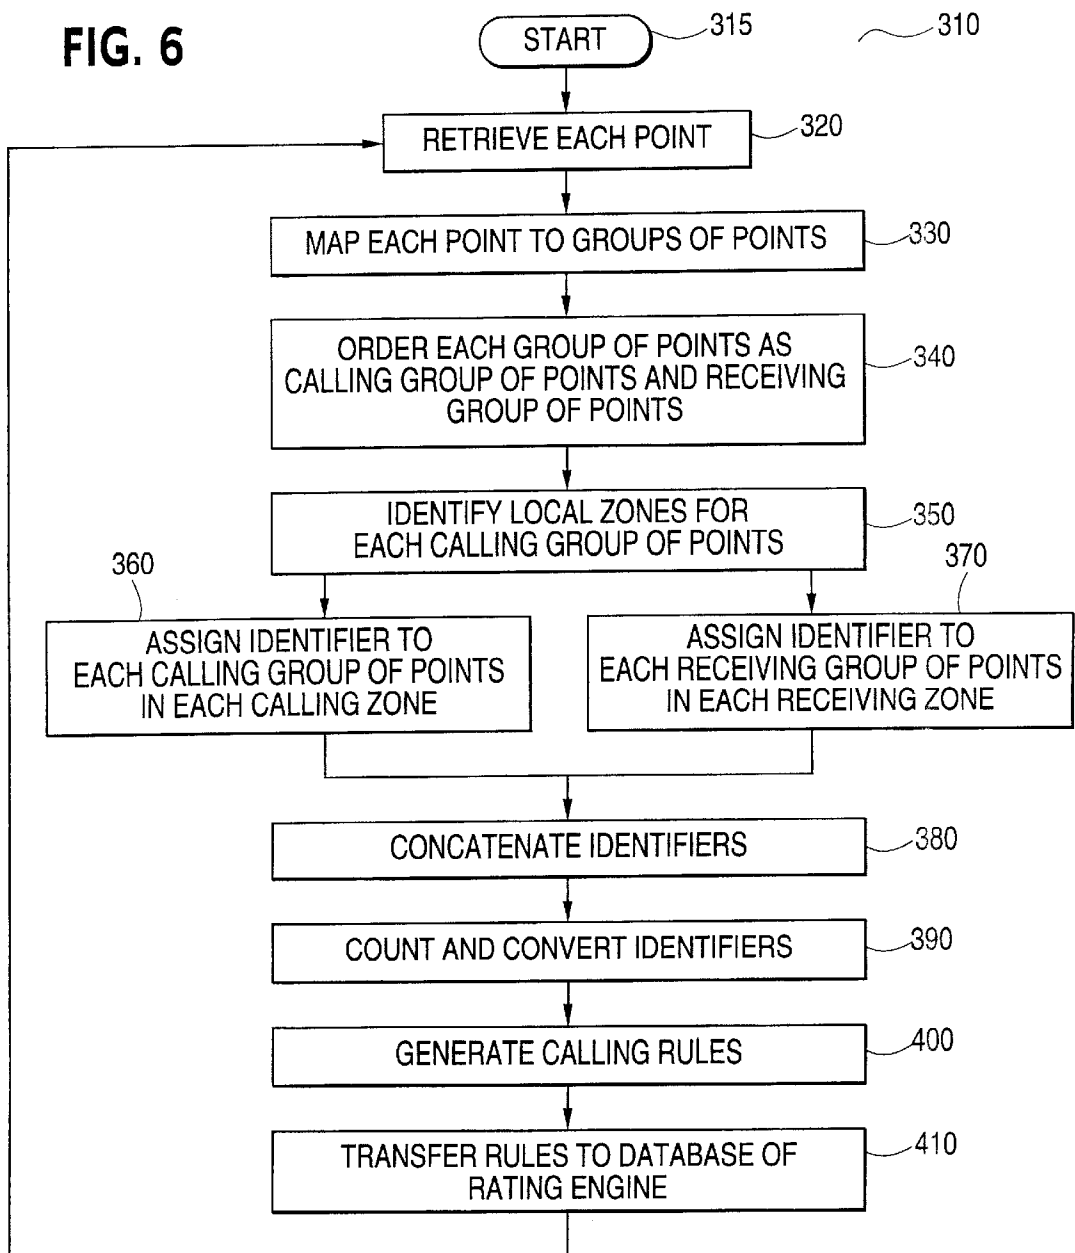 FIG. 6
START
315
310
RETRIEVE EACH POINT
320
MAP EACH POINT TO GROUPS OF POINTS
330
ORDER EACH GROUP OF POINTS AS
CALLING GROUP OF POINTS AND RECEIVING
GROUP OF POINTS
340
IDENTIFY LOCAL ZONES FOR
EACH CALLING GROUP OF POINTS
350
360
ASSIGN IDENTIFIER TO
EACH CALLING GROUP OF POINTS
IN EACH CALLING ZONE
370
ASSIGN IDENTIFIER TO
EACH RECEIVING GROUP OF POINTS
IN EACH RECEIVING ZONE
CONCATENATE IDENTIFIERS
380
COUNT AND CONVERT IDENTIFIERS
390
GENERATE CALLING RULES
400
TRANSFER RULES TO DATABASE OF
RATING ENGINE
410